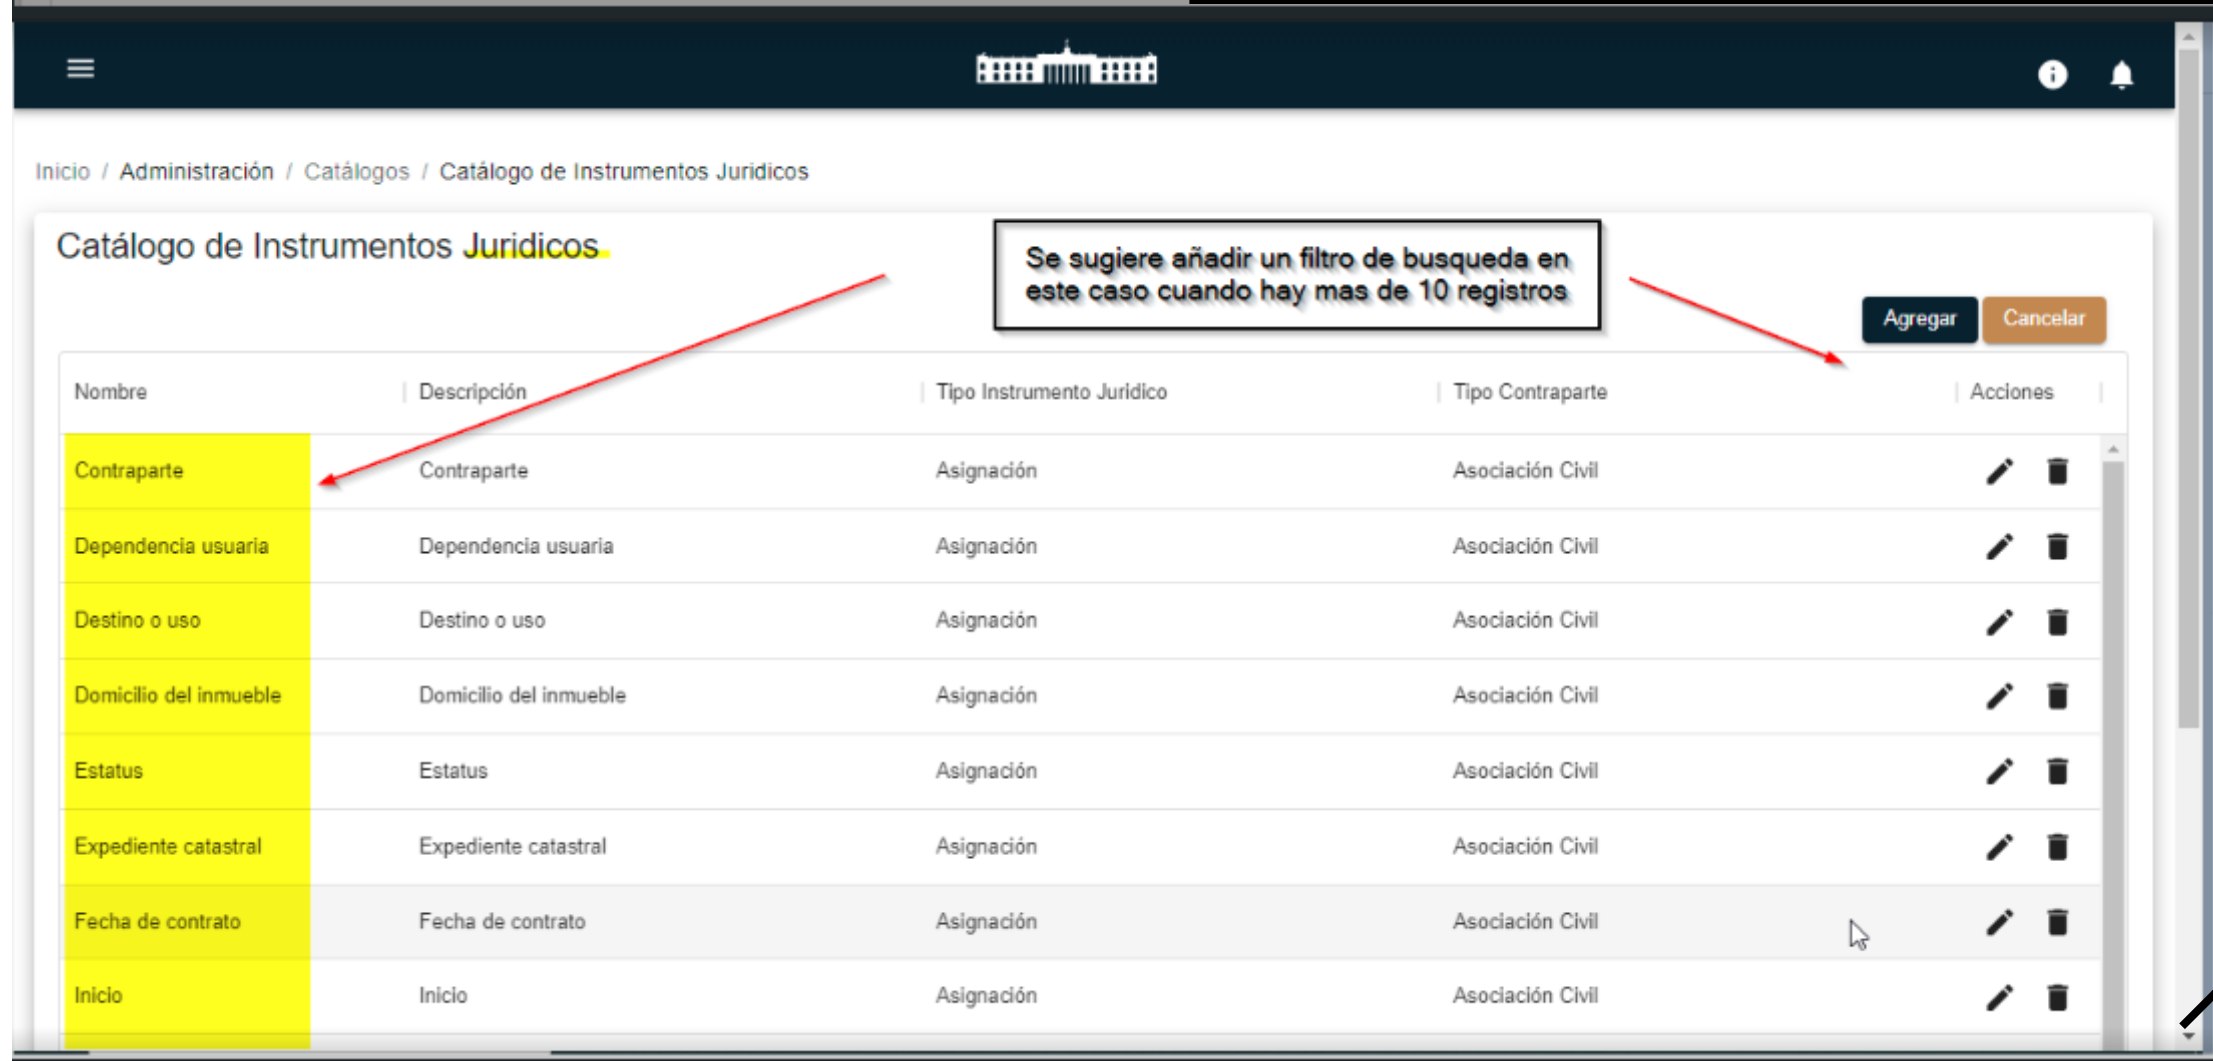 Inicio / Administración / Catálogos / Catálogo de Instrumentos Juridicos
Catálogo de Instrumentos Juridicos
Se sugiere añadir un filtro de busqueda en
este caso cuando hay mas de 10 registros
Agregar Cancelar
Nombre Descripción Tipo Instrumento Juridico Tipo Contraparte Acciones
Contraparte Contraparte Asignación Asociación Civil
Dependencia usuaria Dependencia usuaria Asignación Asociación Civil
Destino o uso Destino o uso Asignación Asociación Civil
Domicilio del inmueble Domicilio del inmueble Asignación Asociación Civil
Estatus Estatus Asignación Asociación Civil
Expediente catastral Expediente catastral Asignación Asociación Civil
Fecha de contrato Fecha de contrato Asignación Asociación Civil
Inicio Inicio Asignación Asociación Civil